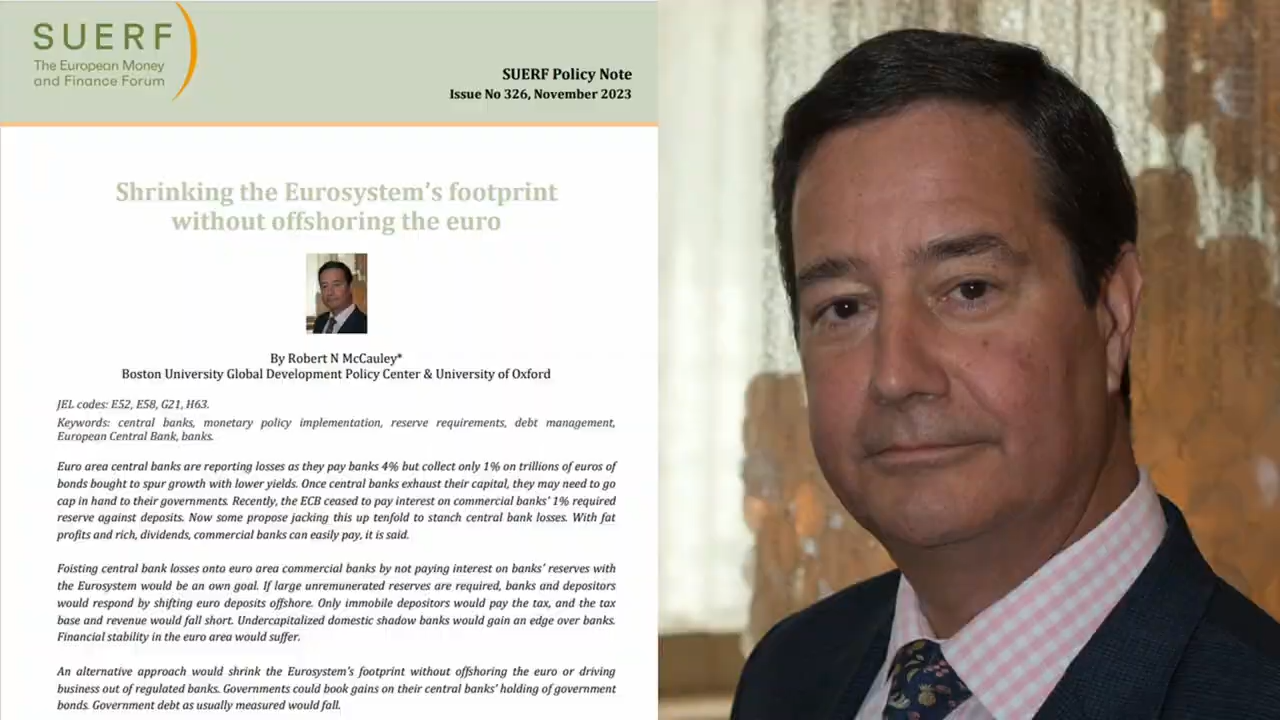 SUERF
The European Money
and Finance Forum
SUERF Policy Note
Issue No 326, November 2023
Shrinking the Eurosystem's footprint
without offshoring the euro
By Robert N McCauley*
Boston University Global Development Policy Center & University of Oxford
JEL codes: E52, E58, G21, H63.
Keywords: central banks, monetary policy implementation, reserve requirements, debt management,
European Central Bank, banks.
Euro area central banks are reporting losses as they pay banks 4% but collect only 1% on trillions of euros of
bonds bought to spur growth with lower yields. Once central banks exhaust their capital, they may need to go
cap in hand to their governments. Recently, the ECB ceased to pay interest on commercial banks' 1% required
reserve against deposits. Now some propose jacking this up tenfold to stanch central bank losses. With fat
profits and rich, dividends, commercial banks can easily pay, it is said.
Foisting central bank losses onto euro area commercial banks by not paying interest on banks' reserves with
the Eurosystem would be an own goal. If large unremunerated reserves are required, banks and depositors
would respond by shifting euro deposits offshore. Only immobile depositors would pay the tax, and the tax
base and revenue would fall short. Undercapitalized domestic shadow banks would gain an edge over banks.
Financial stability in the euro area would suffer.
An alternative approach would shrink the Eurosystem's footprint without offshoring the euro or driving
business out of regulated banks. Governments could book gains on their central banks' holding of government
bonds. Government debt as usually measured would fall.